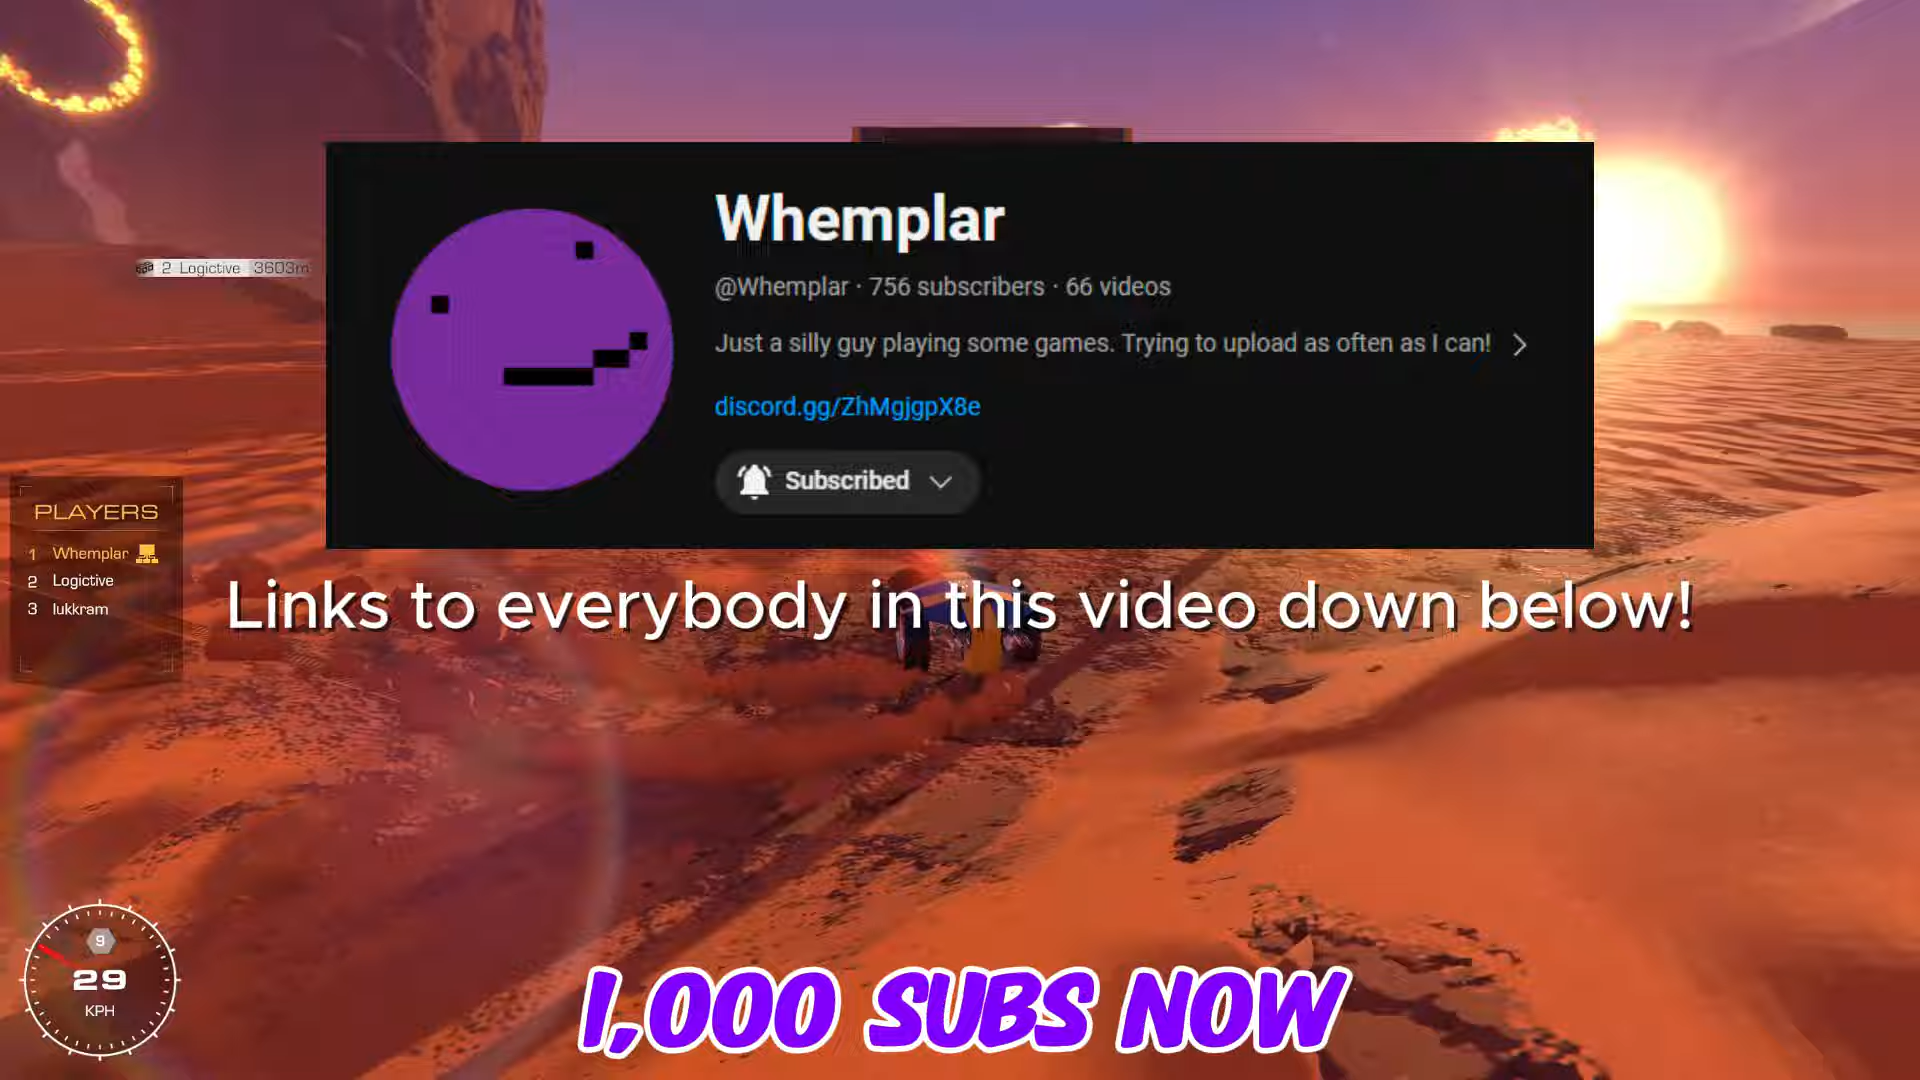 2 Logictive 3603m
Whemplar
@Whemplar · 756 subscribers · 66 videos
Just a silly guy playing some games. Trying to upload as often as I can!
discord.gg/ZhMgjgpX8e
Subscribed
PLAYERS
1 Whemplar
2 Logictive
3 lukkram
Links to everybody in this video down below!
9
29
KPH
1,000 SUBS NOW